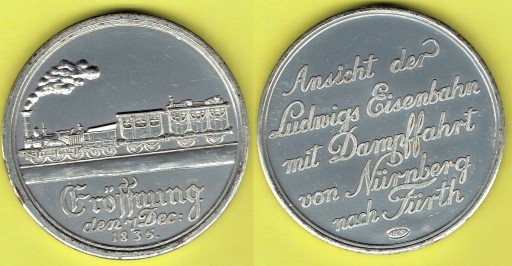 Eröffnung
den 7. Dec:
1835.
Ansicht der
Ludwigs Eisenbahn
mit Dampffahrt
von Nürnberg
nach Fürth